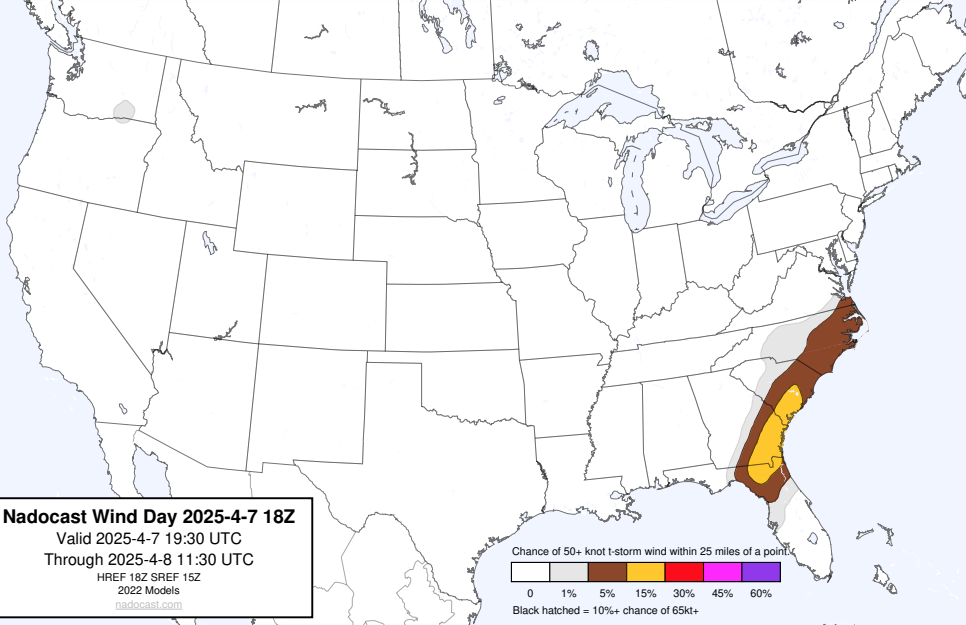 Nadocast Wind Day 2025-4-7 18Z
Valid 2025-4-7 19:30 UTC
Through 2025-4-8 11:30 UTC
HREF 18Z SREF 15Z
2022 Models
nadocast.com
Chance of 50+ knot t-storm wind within 25 miles of a point.
0 1% 5% 15% 30% 45% 60%
Black hatched = 10%+ chance of 65kt+